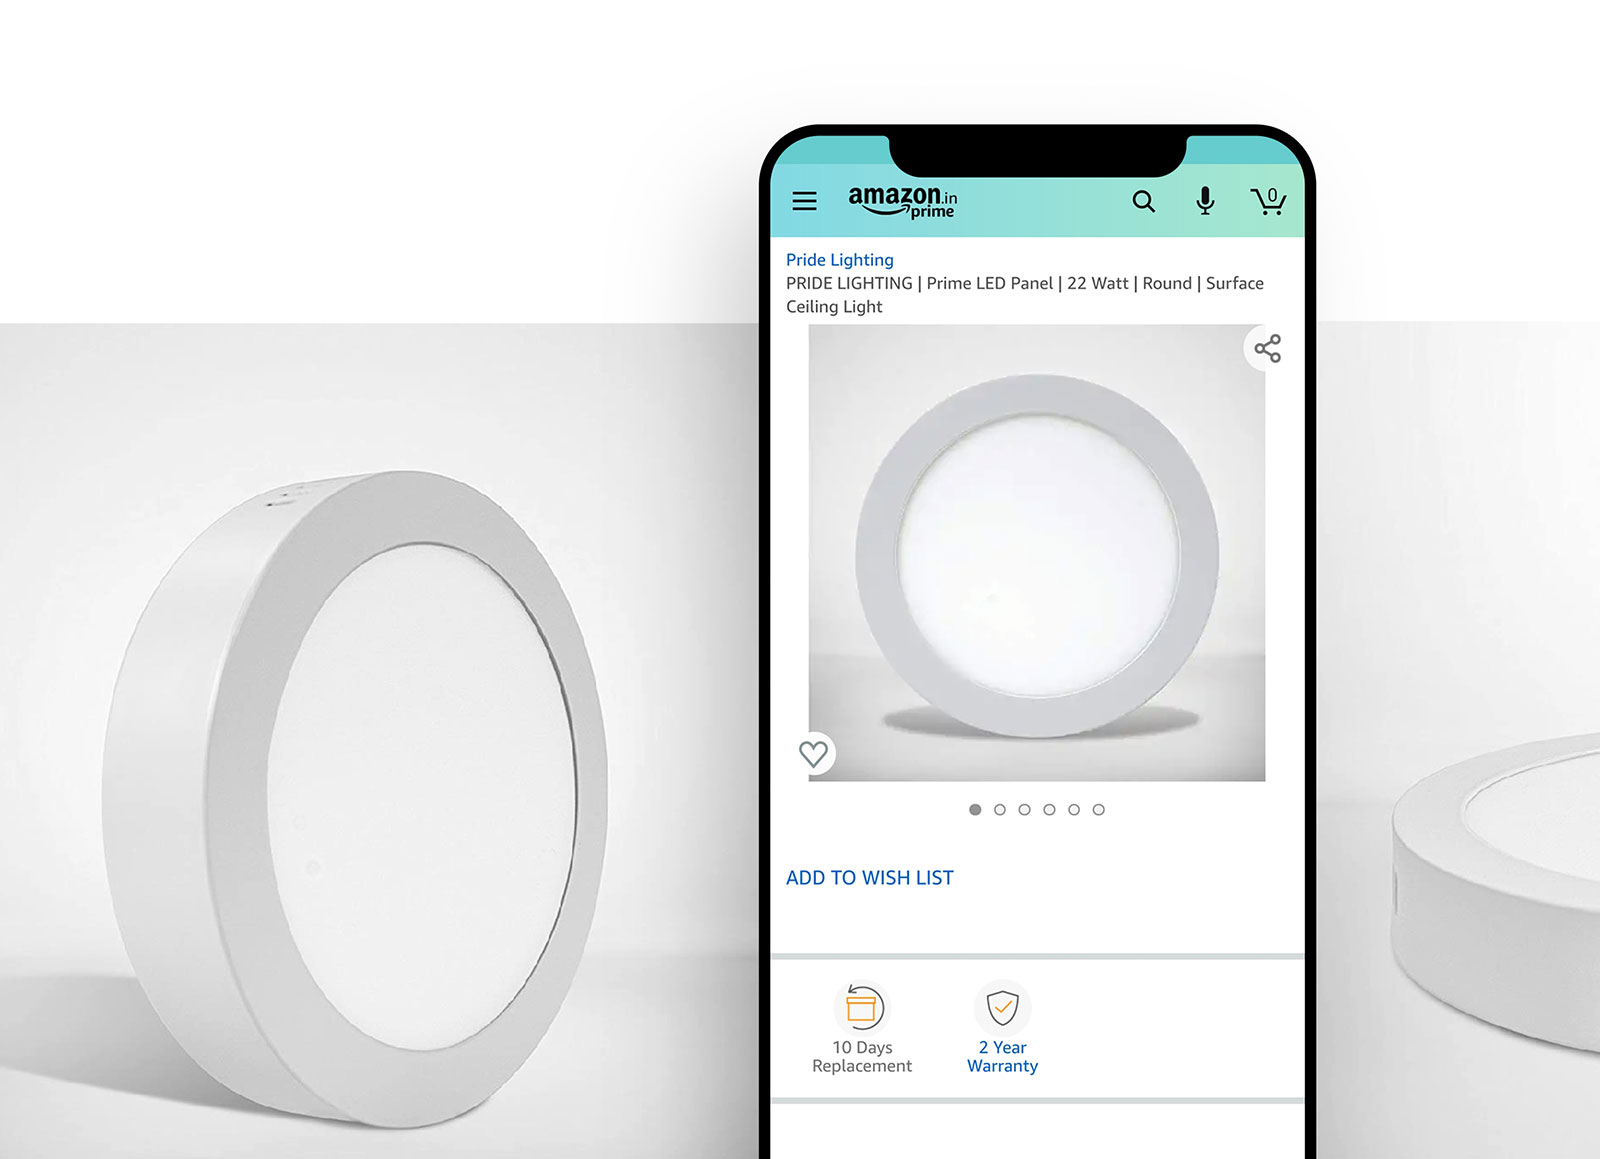 amazon.in
prime
0
Pride Lighting
PRIDE LIGHTING | Prime LED Panel | 22 Watt | Round | Surface
Ceiling Light
ADD TO WISH LIST
10 Days
Replacement
2 Year
Warranty